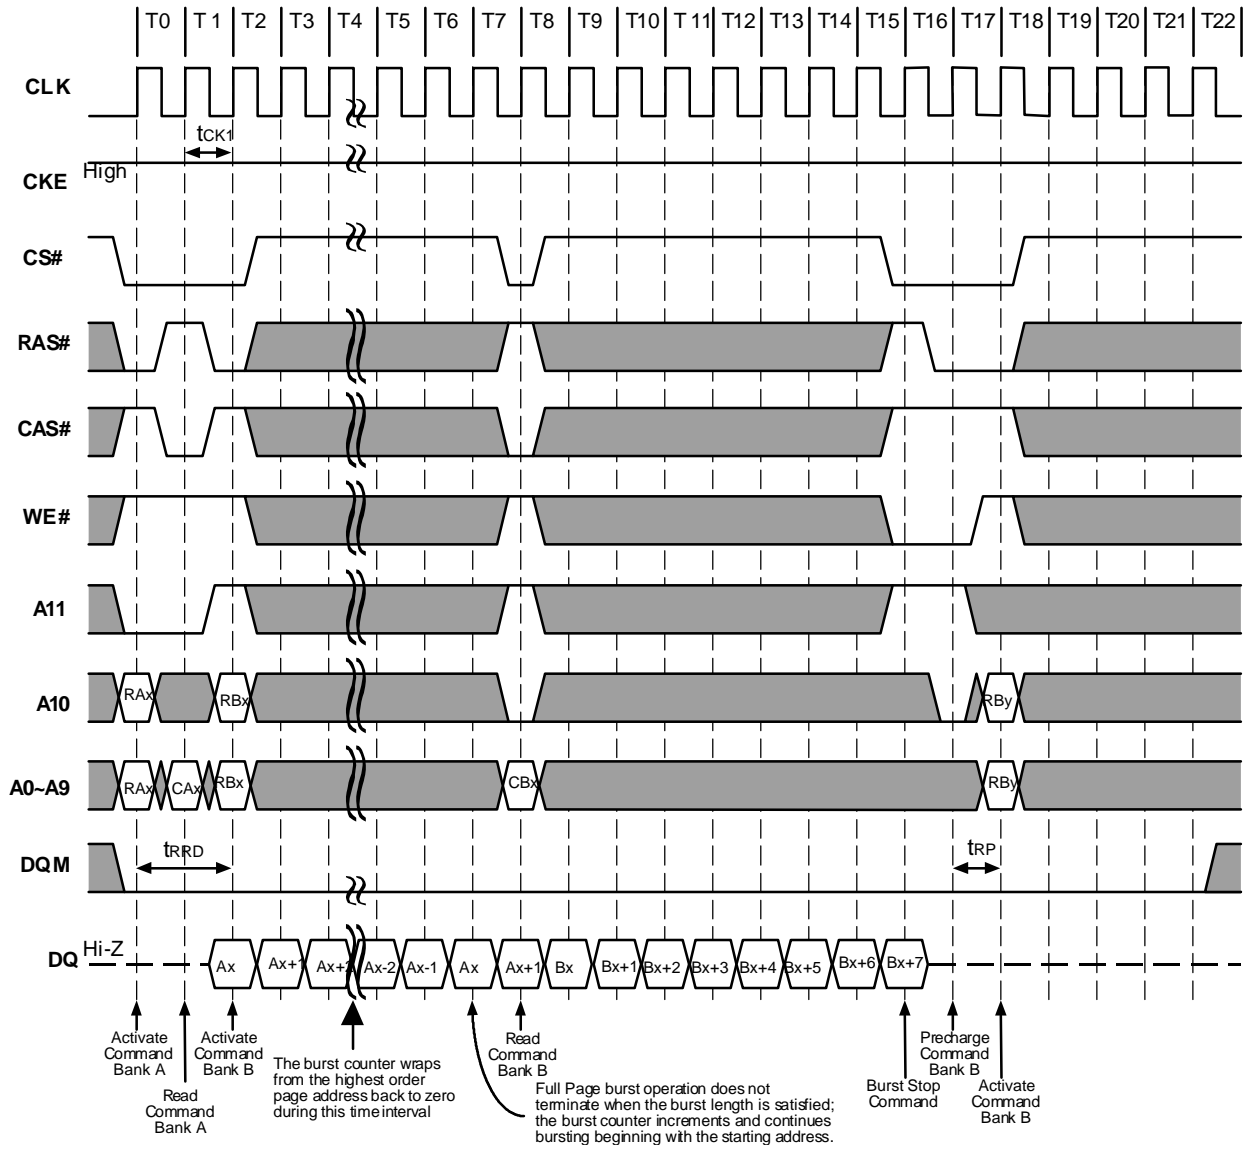 T0 T 1 T2 T3 T4 T5 T6 T7 T8 T9 T10 T 11 T12 T13 T14 T15 T16 T17 T18 T19 T20 T21 T22
CLK
tCK1
High
CKE
CS#
RAS#
CAS#
WE#
A11
A10
RAx RBx RBy
A0~A9
RAx CAx RBx CBx RBy
DQM
tRRD tRP
DQ Hi-Z
Ax Ax+1 Ax+2 Ax-2 Ax-1 Ax Ax+1 Bx Bx+1 Bx+2 Bx+3 Bx+4 Bx+5 Bx+6 Bx+7
Activate
Command
Bank A
Read
Command
Bank A
Activate
Command
Bank B
The burst counter wraps
from the highest order
page address back to zero
during this time interval
Read
Command
Bank B
Full Page burst operation does not
terminate when the burst length is satisfied;
the burst counter increments and continues
bursting beginning with the starting address.
Burst Stop
Command
Precharge
Command
Bank B
Activate
Command
Bank B